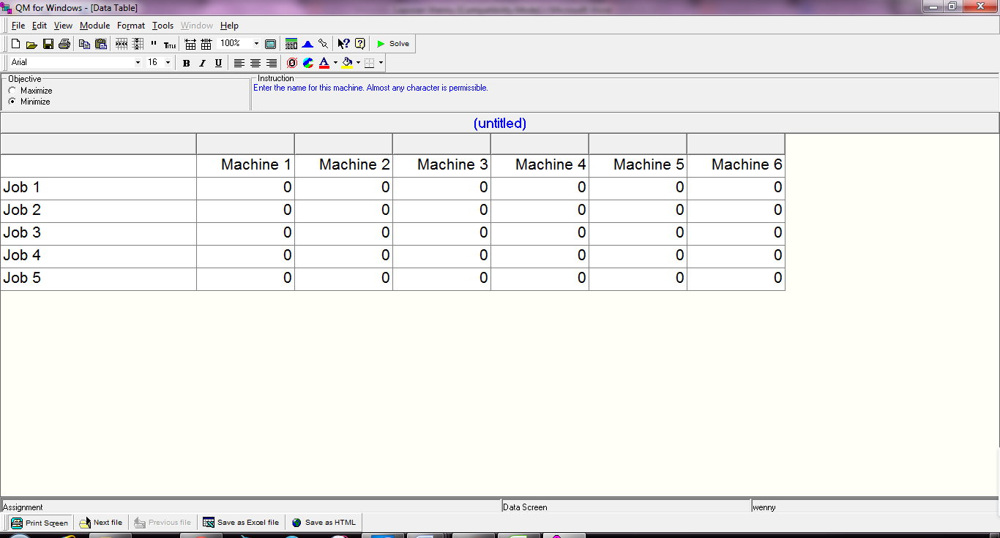 QM for Windows - [Data Table]
File Edit View Module Format Tools Window Help
TITLE 100% Solve
Arial 16 B I U A
Objective
Maximize
Minimize
Instruction
Enter the name for this machine. Almost any character is permissible.
(untitled)
Machine 1 Machine 2 Machine 3 Machine 4 Machine 5 Machine 6
Job 1 0 0 0 0 0 0
Job 2 0 0 0 0 0 0
Job 3 0 0 0 0 0 0
Job 4 0 0 0 0 0 0
Job 5 0 0 0 0 0 0
Assignment Data Screen wenny
Print Screen Next file Previous file Save as Excel file Save as HTML